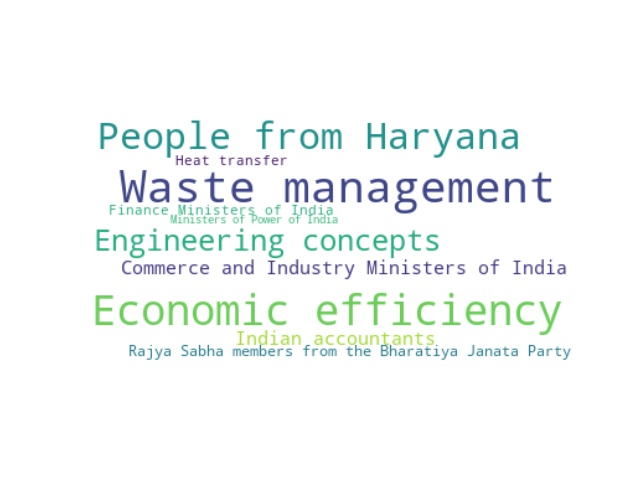 People from Haryana
Heat transfer
Waste management
Finance Ministers of India
Ministers of Power of India
Engineering concepts
Commerce and Industry Ministers of India
Economic efficiency
Indian accountants
Rajya Sabha members from the Bharatiya Janata Party